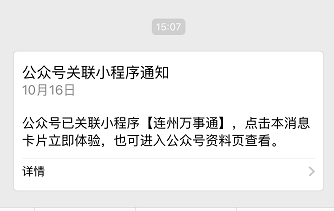 15:07
公众号关联小程序通知
10月16日
公众号已关联小程序【连州万事通】，点击本消息
卡片立即体验，也可进入公众号资料页查看。
详情